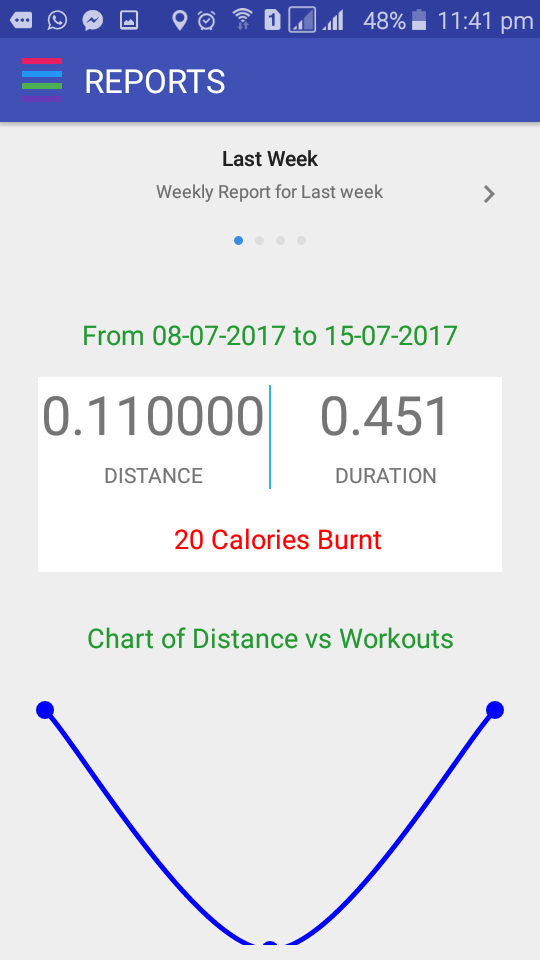 48% 11:41 pm
REPORTS
Last Week
Weekly Report for Last week
From 08-07-2017 to 15-07-2017
0.110000 0.451
DISTANCE DURATION
20 Calories Burnt
Chart of Distance vs Workouts